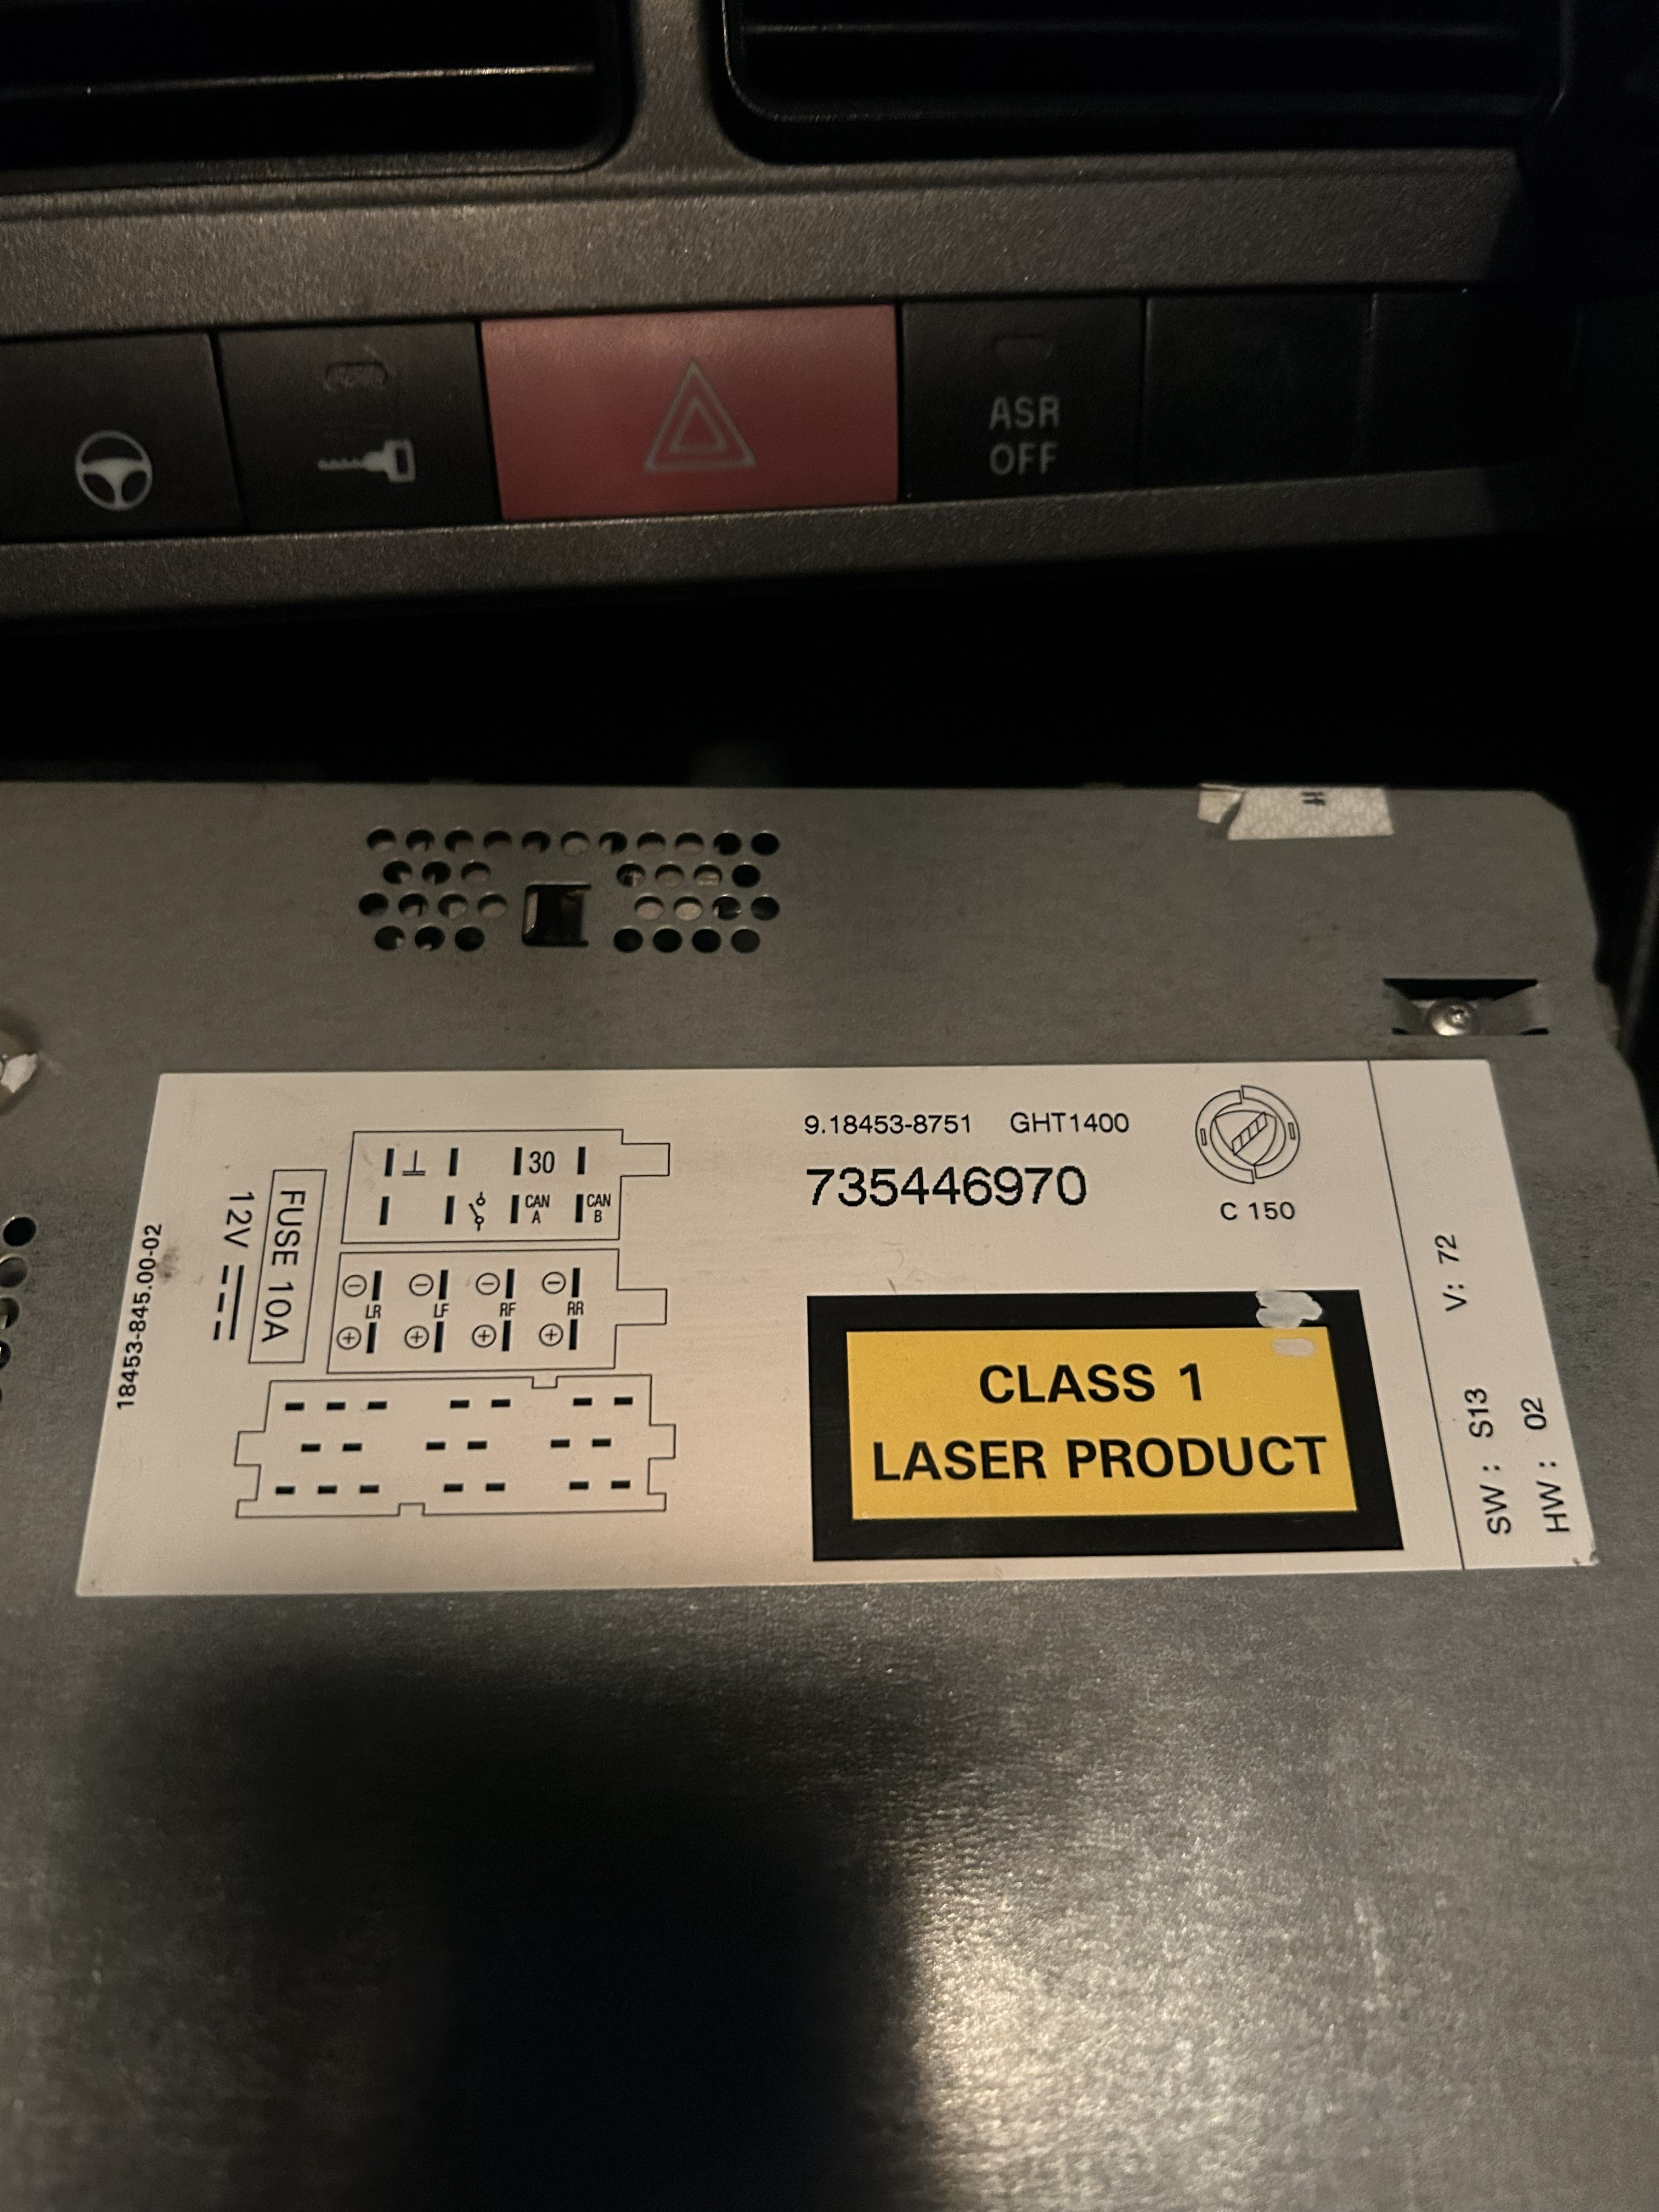 ASR
OFF
9.18453-8751 GHT1400
735446970
C 150
30
CAN
A
CAN
B
LR
LF
RF
RR
FUSE 10A
12V
18453-845.00-02
CLASS 1
LASER PRODUCT
V: 72
SW: S13
HW: 02